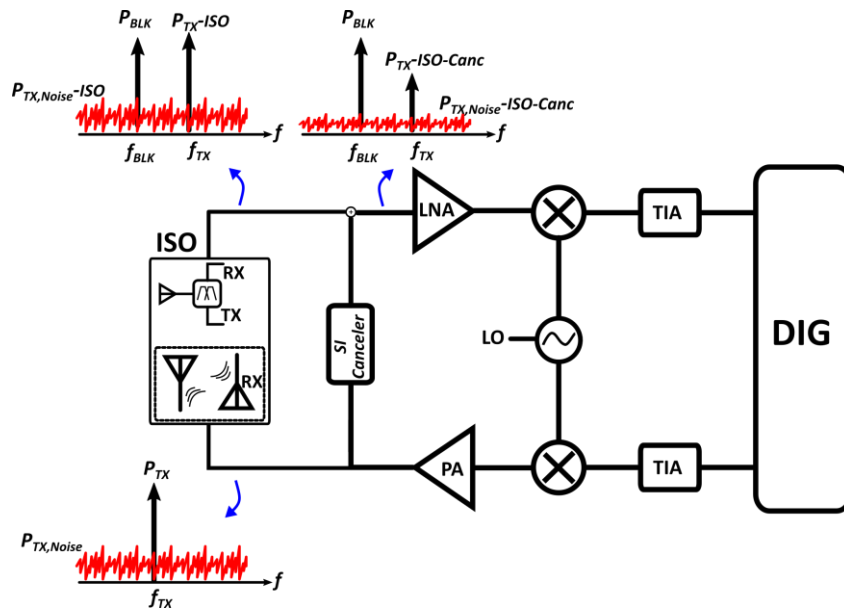 P_BLK P_TX-ISO
P_TX,Noise-ISO
f_BLK f_TX f
P_BLK
P_TX-ISO-Canc
P_TX,Noise-ISO-Canc
f_BLK f_TX f
ISO
RX
TX
RX
SI
Canceler
LNA
TIA
LO
DIG
PA
TIA
P_TX
P_TX,Noise
f
f_TX